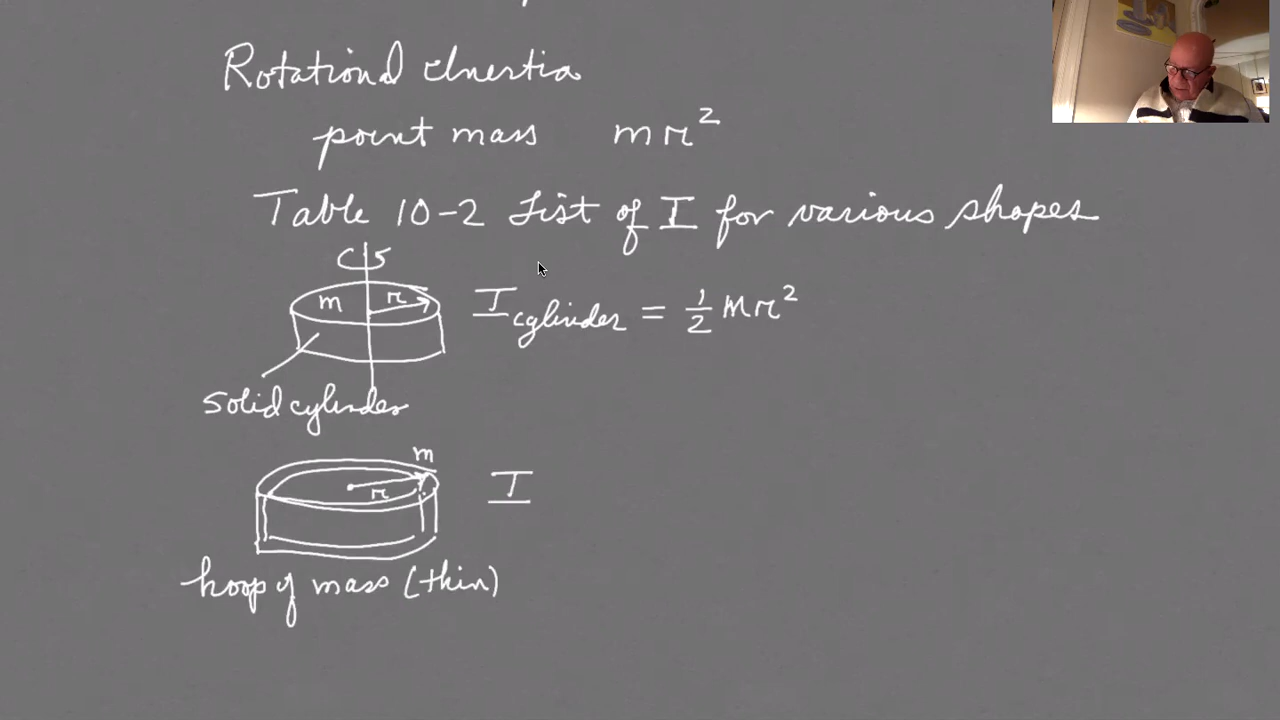 Rotational Inertia
point mass mr²
Table 10-2 List of I for various shapes
m r I cylinder = 1/2 mr²
solid cylinder
m
r I
hoop of mass (thin)